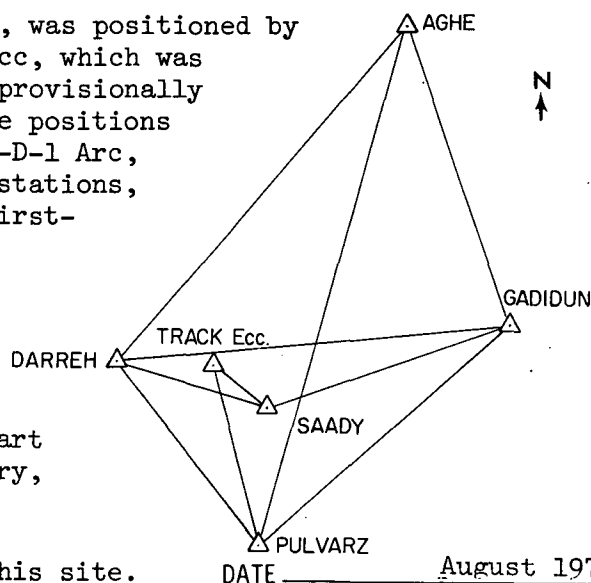 , was positioned by
cc, which was
provisionally
e positions
-D-1 Arc,
stations,
irst-
art
ry,
his site.
AGHE
N
GADIDUN
TRACK Ecc.
DARREH
SAADY
PULVARZ
DATE August 197